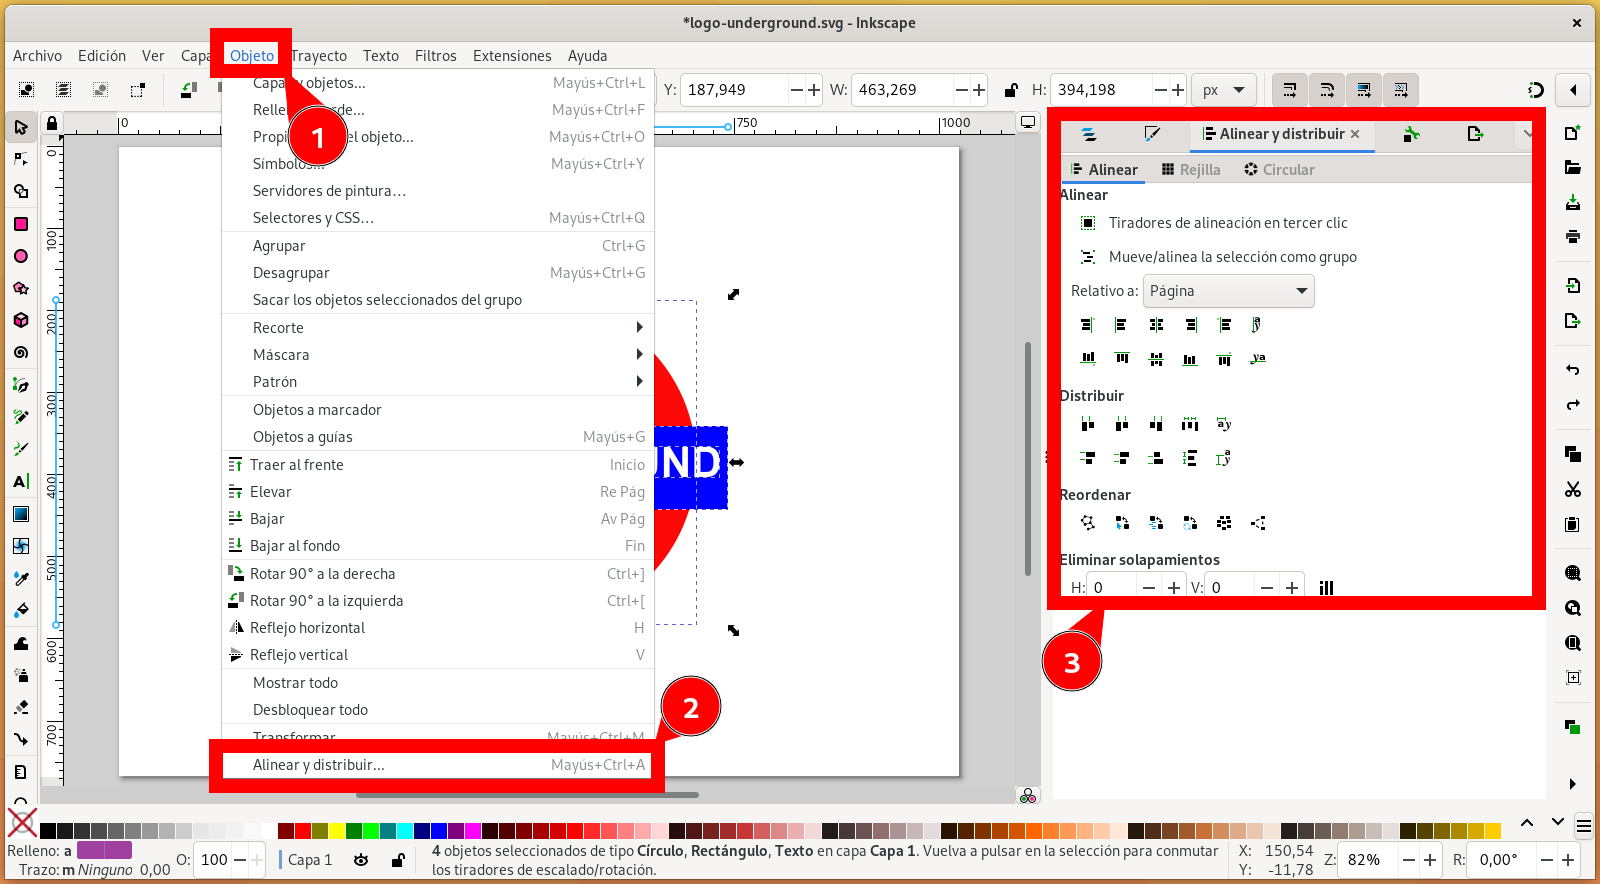 *logo-underground.svg - Inkscape
Archivo Edición Ver Capa Objeto Trayecto Texto Filtros Extensiones Ayuda
Y: 187,949 W: 463,269 H: 394,198 px
0 750 1000
0
100
200
300
400
500
600
700
objetos... Mayús+Ctrl+L
Mayús+Ctrl+F
el objeto... Mayús+Ctrl+O
Símbolos... Mayús+Ctrl+Y
Servidores de pintura...
Selectores y CSS... Mayús+Ctrl+Q
Agrupar Ctrl+G
Desagrupar Mayús+Ctrl+G
Sacar los objetos seleccionados del grupo
Recorte
Máscara
Patrón
Objetos a marcador
Objetos a guías Mayús+G
Traer al frente Inicio
Elevar Re Pág
Bajar Av Pág
Bajar al fondo Fin
Rotar 90° a la derecha Ctrl+]
Rotar 90° a la izquierda Ctrl+[
Reflejo horizontal H
Reflejo vertical V
Mostrar todo
Desbloquear todo
Transformar Mayús+Ctrl+M
Alinear y distribuir... Mayús+Ctrl+A
1
2
3
UND
Alinear y distribuir
Alinear Rejilla Circular
Alinear
Tiradores de alineación en tercer clic
Mueve/alinea la selección como grupo
Relativo a: Página
Distribuir
Reordenar
Eliminar solapamientos
H: 0 V: 0
Relleno: a
Trazo: m Ninguno 0,00
O: 100
Capa 1
4 objetos seleccionados de tipo Círculo, Rectángulo, Texto en capa Capa 1. Vuelva a pulsar en la selección para conmutar
los tiradores de escalado/rotación.
X: 150,54
Y: -11,78
Z: 82%
R: 0,00°